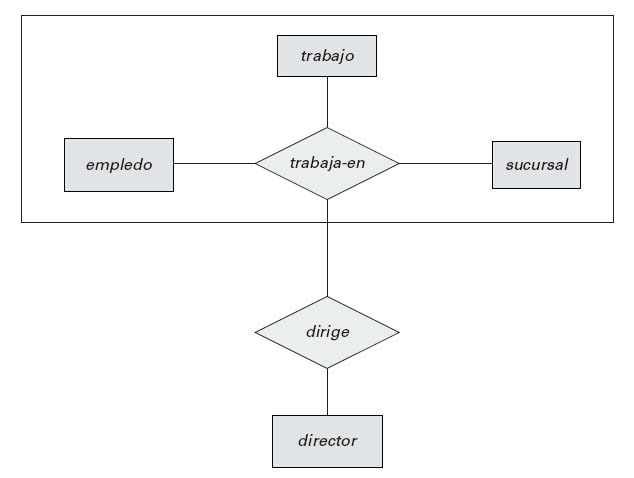 trabajo
empledo
trabaja-en
sucursal
dirige
director